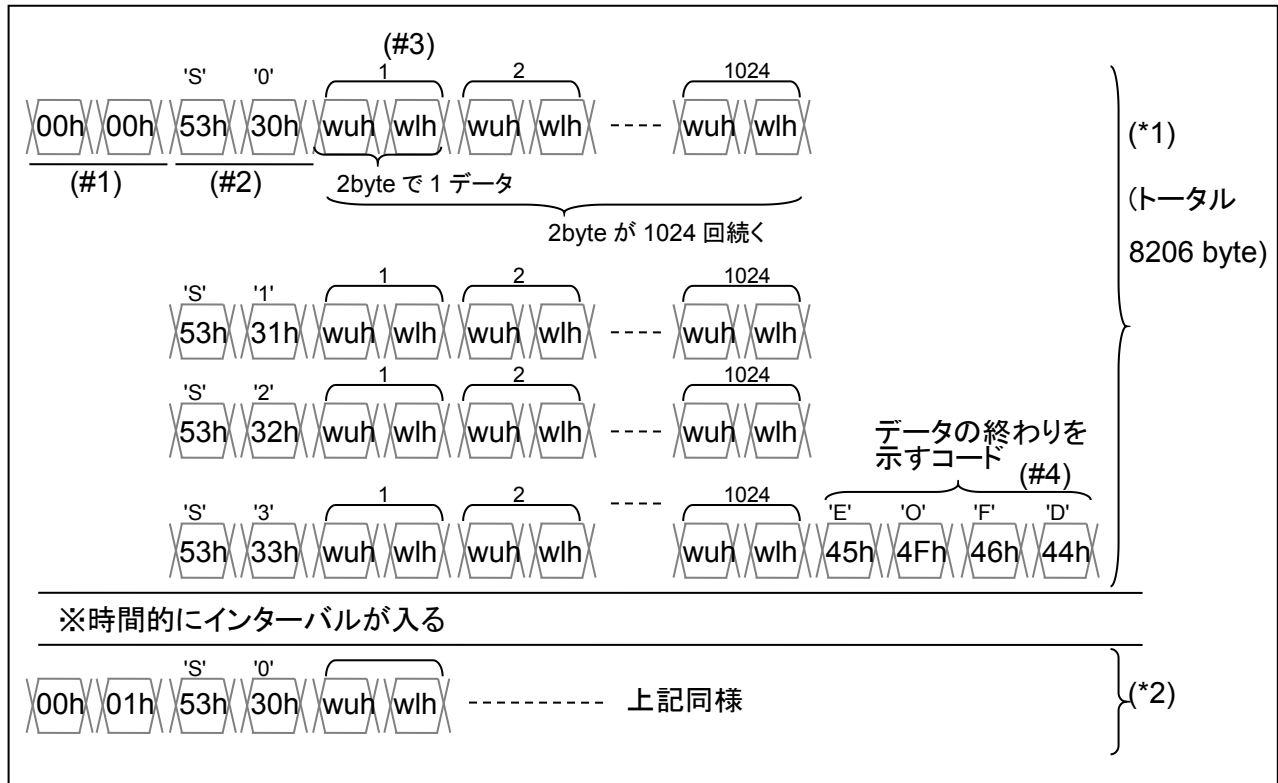 (#3)
'S' '0' 1 2 1024
00h 00h 53h 30h wuh wlh wuh wlh ---- wuh wlh
(#1) (#2) 2byte で 1 データ
2byte が 1024 回続く
(*1)
(トータル
8206 byte)
'S' '1' 1 2 1024
53h 31h wuh wlh wuh wlh ---- wuh wlh
'S' '2' 1 2 1024
53h 32h wuh wlh wuh wlh ---- wuh wlh
データの終わりを
示すコード (#4)
'S' '3' 1 2 ---- 1024 'E' 'O' 'F' 'D'
53h 33h wuh wlh wuh wlh wuh wlh 45h 4Fh 46h 44h
※時間的にインターバルが入る
'S' '0'
00h 01h 53h 30h wuh wlh ---------- 上記同様 (*2)